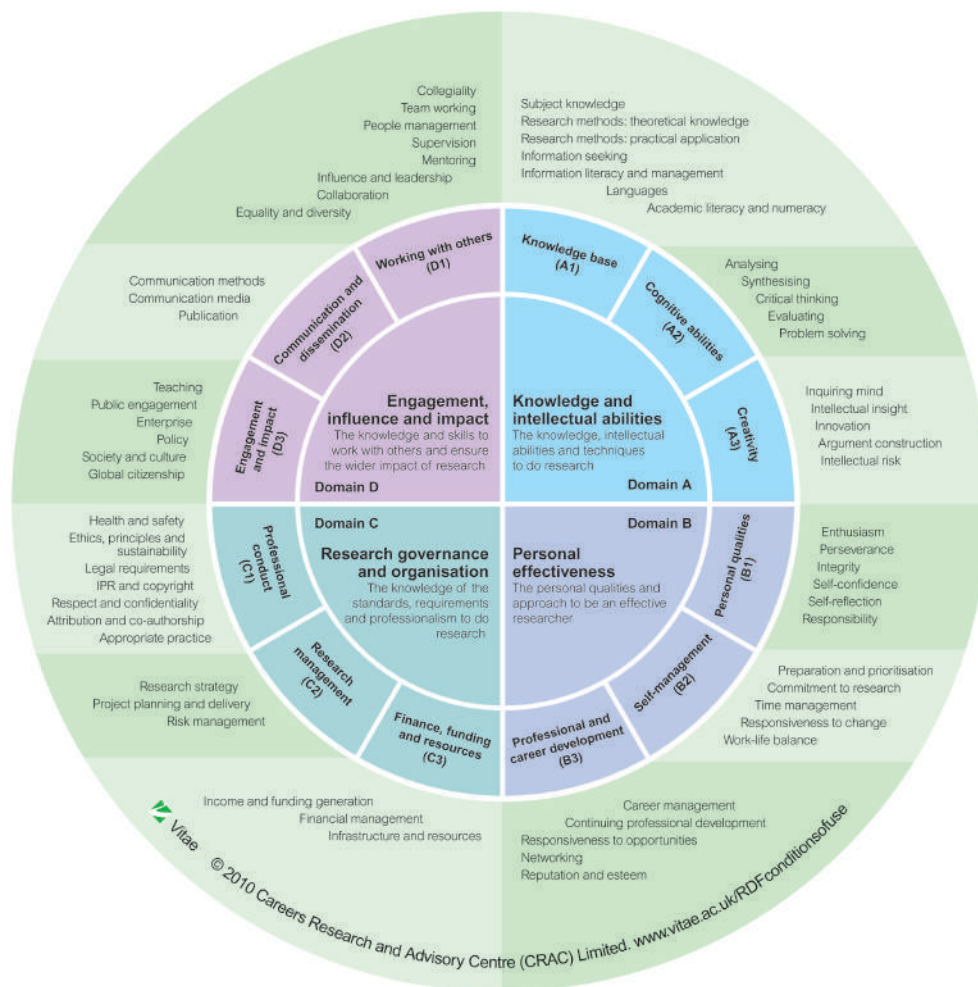 Collegiality
Team working
People management
Supervision
Mentoring
Influence and leadership
Collaboration
Equality and diversity
Subject knowledge
Research methods: theoretical knowledge
Research methods: practical application
Information seeking
Information literacy and management
Languages
Academic literacy and numeracy
Working with others
(D1)
Knowledge base
(A1)
Communication methods
Communication media
Publication
Communication and
dissemination
(D2)
Cognitive abilities
(A2)
Analysing
Synthesising
Critical thinking
Evaluating
Problem solving
Teaching
Public engagement
Enterprise
Policy
Society and culture
Global citizenship
Engagement
and impact
(D3)
Engagement,
influence and impact
The knowledge and skills to
work with others and ensure
the wider impact of research
Domain D
Knowledge and
intellectual abilities
The knowledge, intellectual
abilities and techniques
to do research
Domain A
Creativity
(A3)
Inquiring mind
Intellectual insight
Innovation
Argument construction
Intellectual risk
Health and safety
Ethics, principles and
sustainability
Legal requirements
IPR and copyright
Respect and confidentiality
Attribution and co-authorship
Appropriate practice
Professional
conduct
(C1)
Domain C
Research governance
and organisation
The knowledge of the
standards, requirements
and professionalism to do
research
Domain B
Personal
effectiveness
The personal qualities and
approach to be an effective
researcher
Personal qualities
(B1)
Enthusiasm
Perseverance
Integrity
Self-confidence
Self-reflection
Responsibility
Research strategy
Project planning and delivery
Risk management
Research
management
(C2)
Finance, funding
and resources
(C3)
Professional and
career development
(B3)
Self-management
(B2)
Preparation and prioritisation
Commitment to research
Time management
Responsiveness to change
Work-life balance
Income and funding generation
Financial management
Infrastructure and resources
Career management
Continuing professional development
Responsiveness to opportunities
Networking
Reputation and esteem
Vitae © 2010 Careers Research and Advisory Centre (CRAC) Limited. www.vitae.ac.uk/RDFconditionsofuse